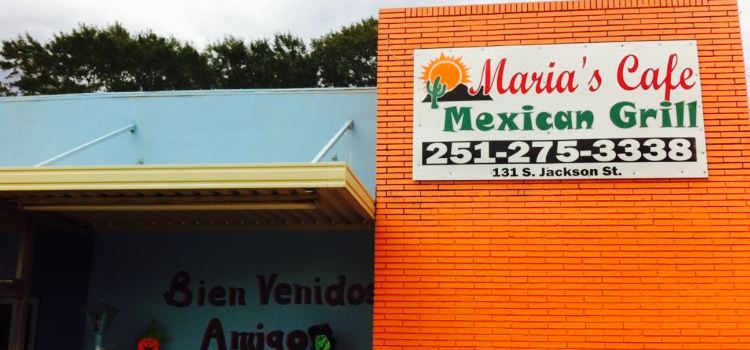 Maria's Cafe
Mexican Grill
251-275-3338
131 S. Jackson St.
Bien Venidos
Amigos